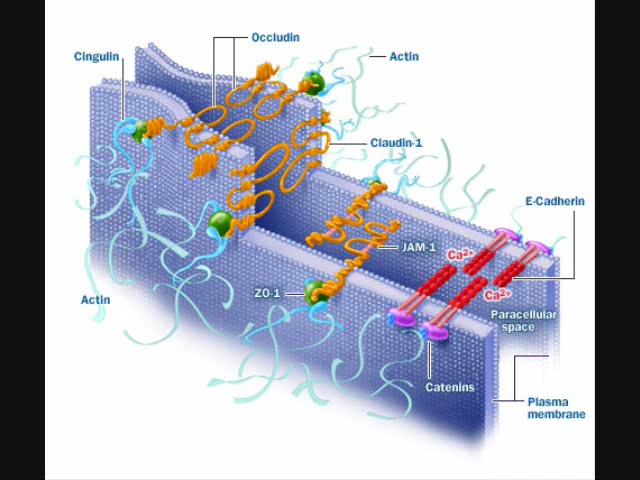 Occludin
Cingulin
Actin
Claudin-1
E-Cadherin
JAM-1
Ca2+
ZO-1
Ca2+
Actin
Paracellular
space
Catenins
Plasma
membrane